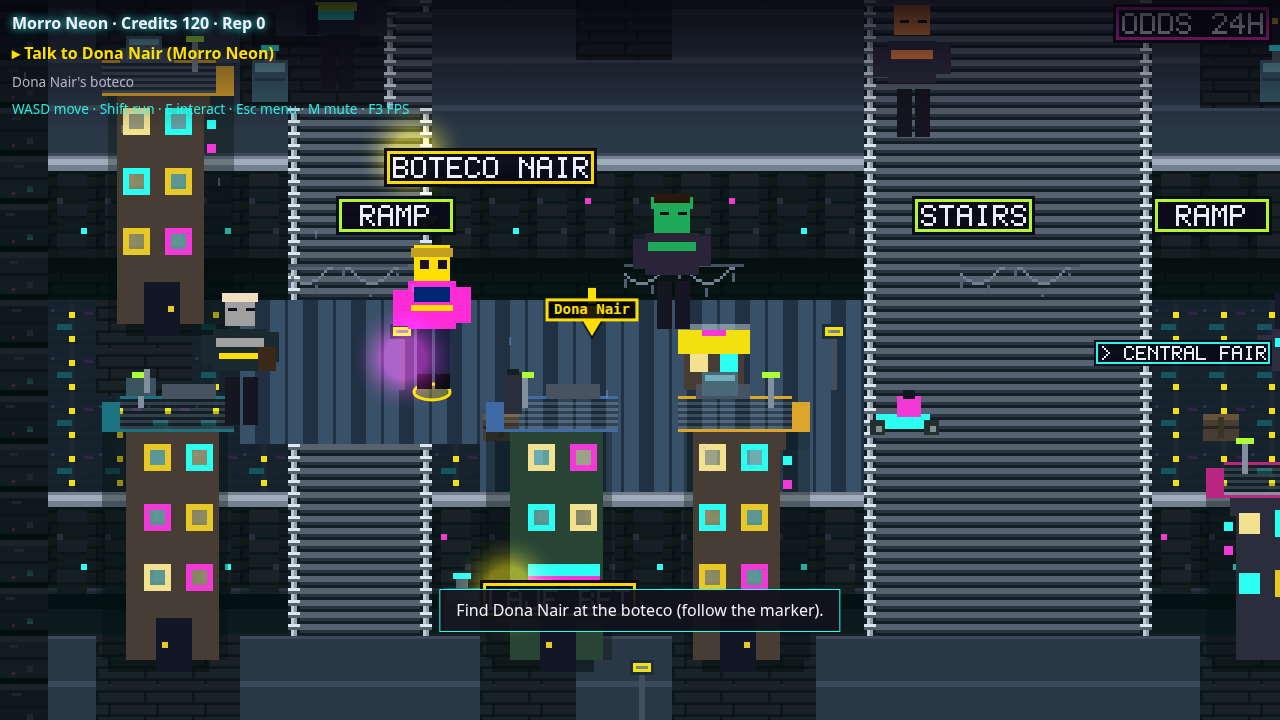 Morro Neon · Credits 120 · Rep 0
ODDS 24H
▸ Talk to Dona Nair (Morro Neon)
Dona Nair's boteco
WASD move · Shift run · E interact · Esc menu · M mute · F3 FPS
BOTECO NAIR
RAMP
STAIRS
RAMP
Dona Nair
> CENTRAL FAIR
Find Dona Nair at the boteco (follow the marker).